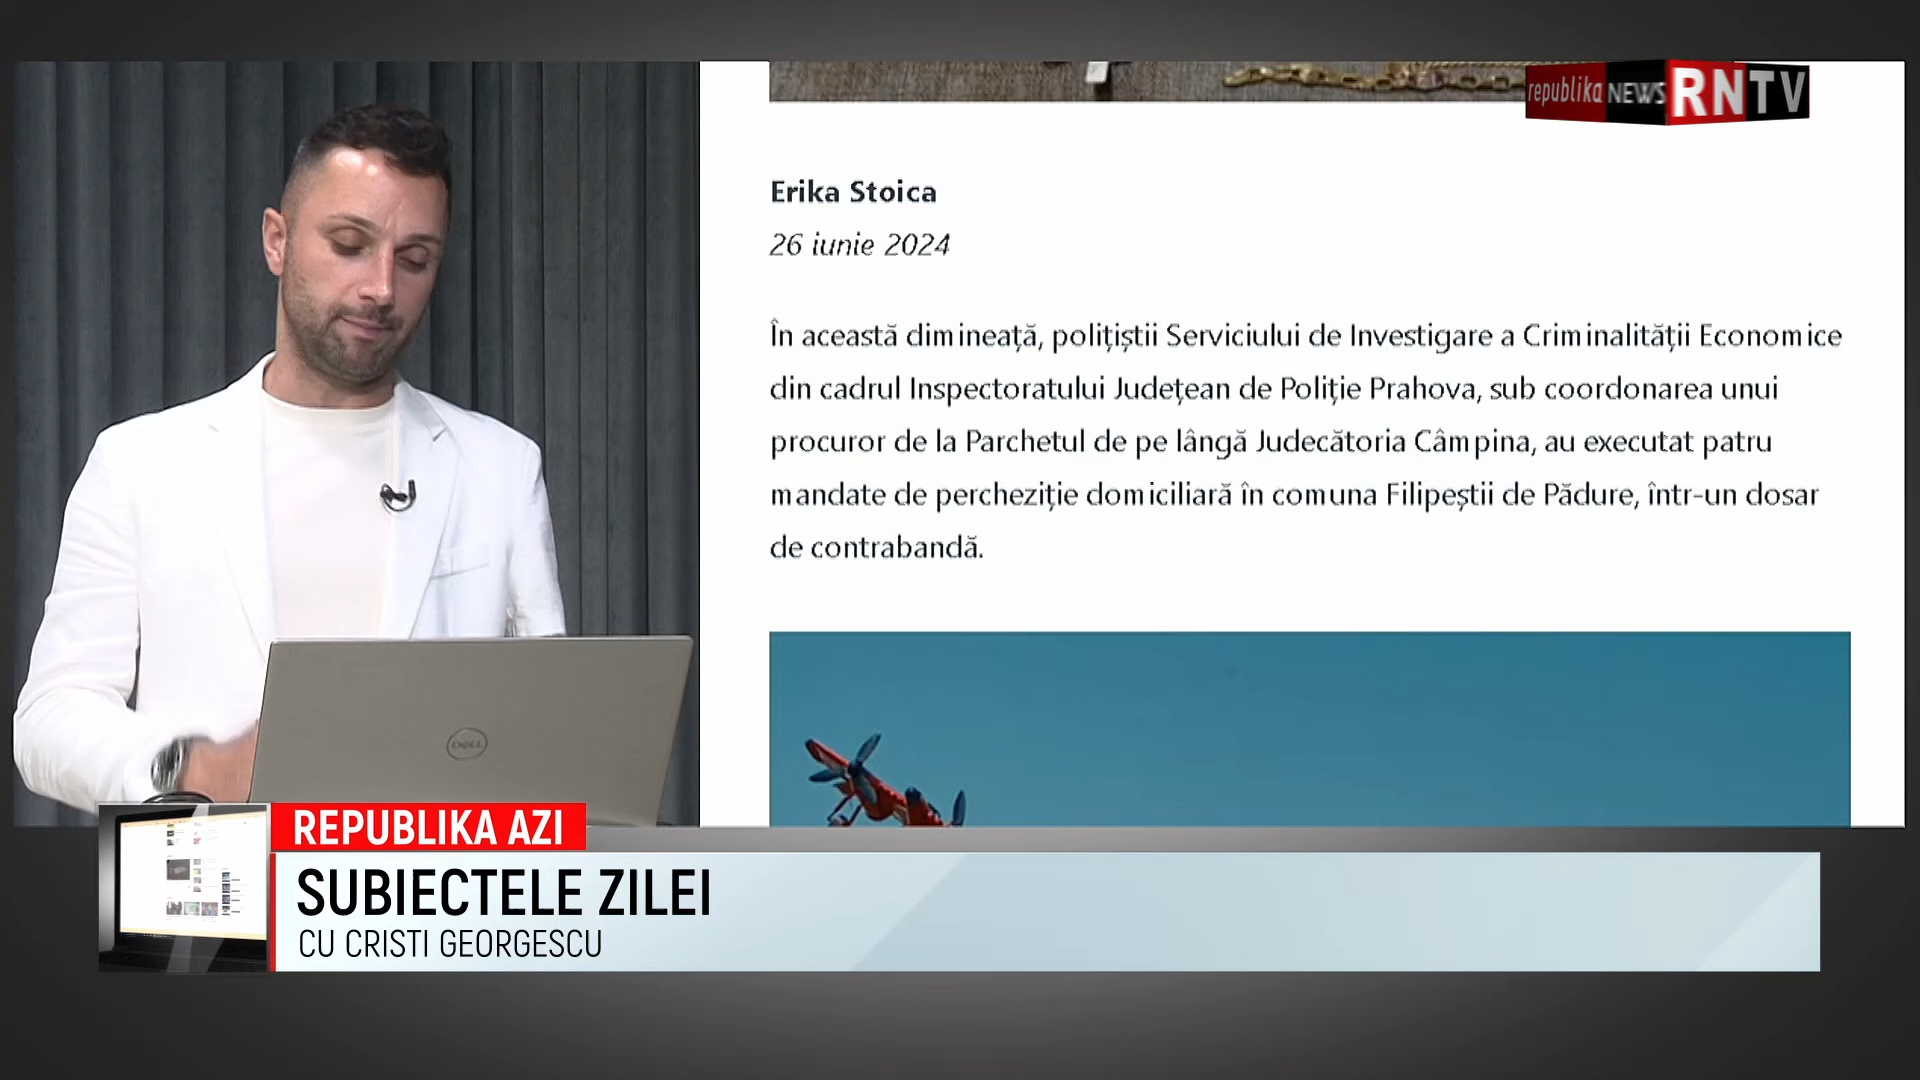 republika NEWS RNTV
Erika Stoica
26 iunie 2024
În această dimineață, polițiștii Serviciului de Investigare a Criminalității Economice
din cadrul Inspectoratului Județean de Poliție Prahova, sub coordonarea unui
procuror de la Parchetul de pe lângă Judecătoria Câmpina, au executat patru
mandate de percheziție domiciliară în comuna Filipeștii de Pădure, într-un dosar
de contrabandă.
DELL
REPUBLIKA AZI
SUBIECTELE ZILEI
CU CRISTI GEORGESCU